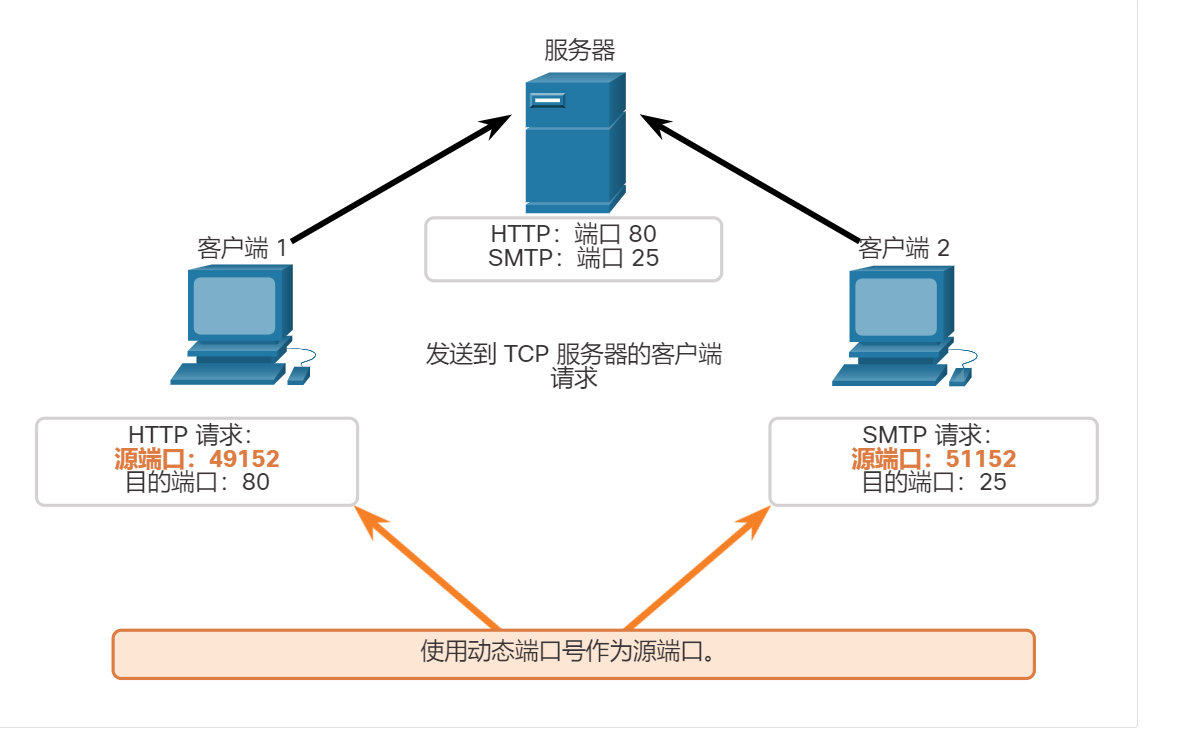 服务器
HTTP：端口 80
SMTP：端口 25
客户端 1
客户端 2
发送到 TCP 服务器的客户端
请求
HTTP 请求：
源端口：49152
目的端口：80
SMTP 请求：
源端口：51152
目的端口：25
使用动态端口号作为源端口。